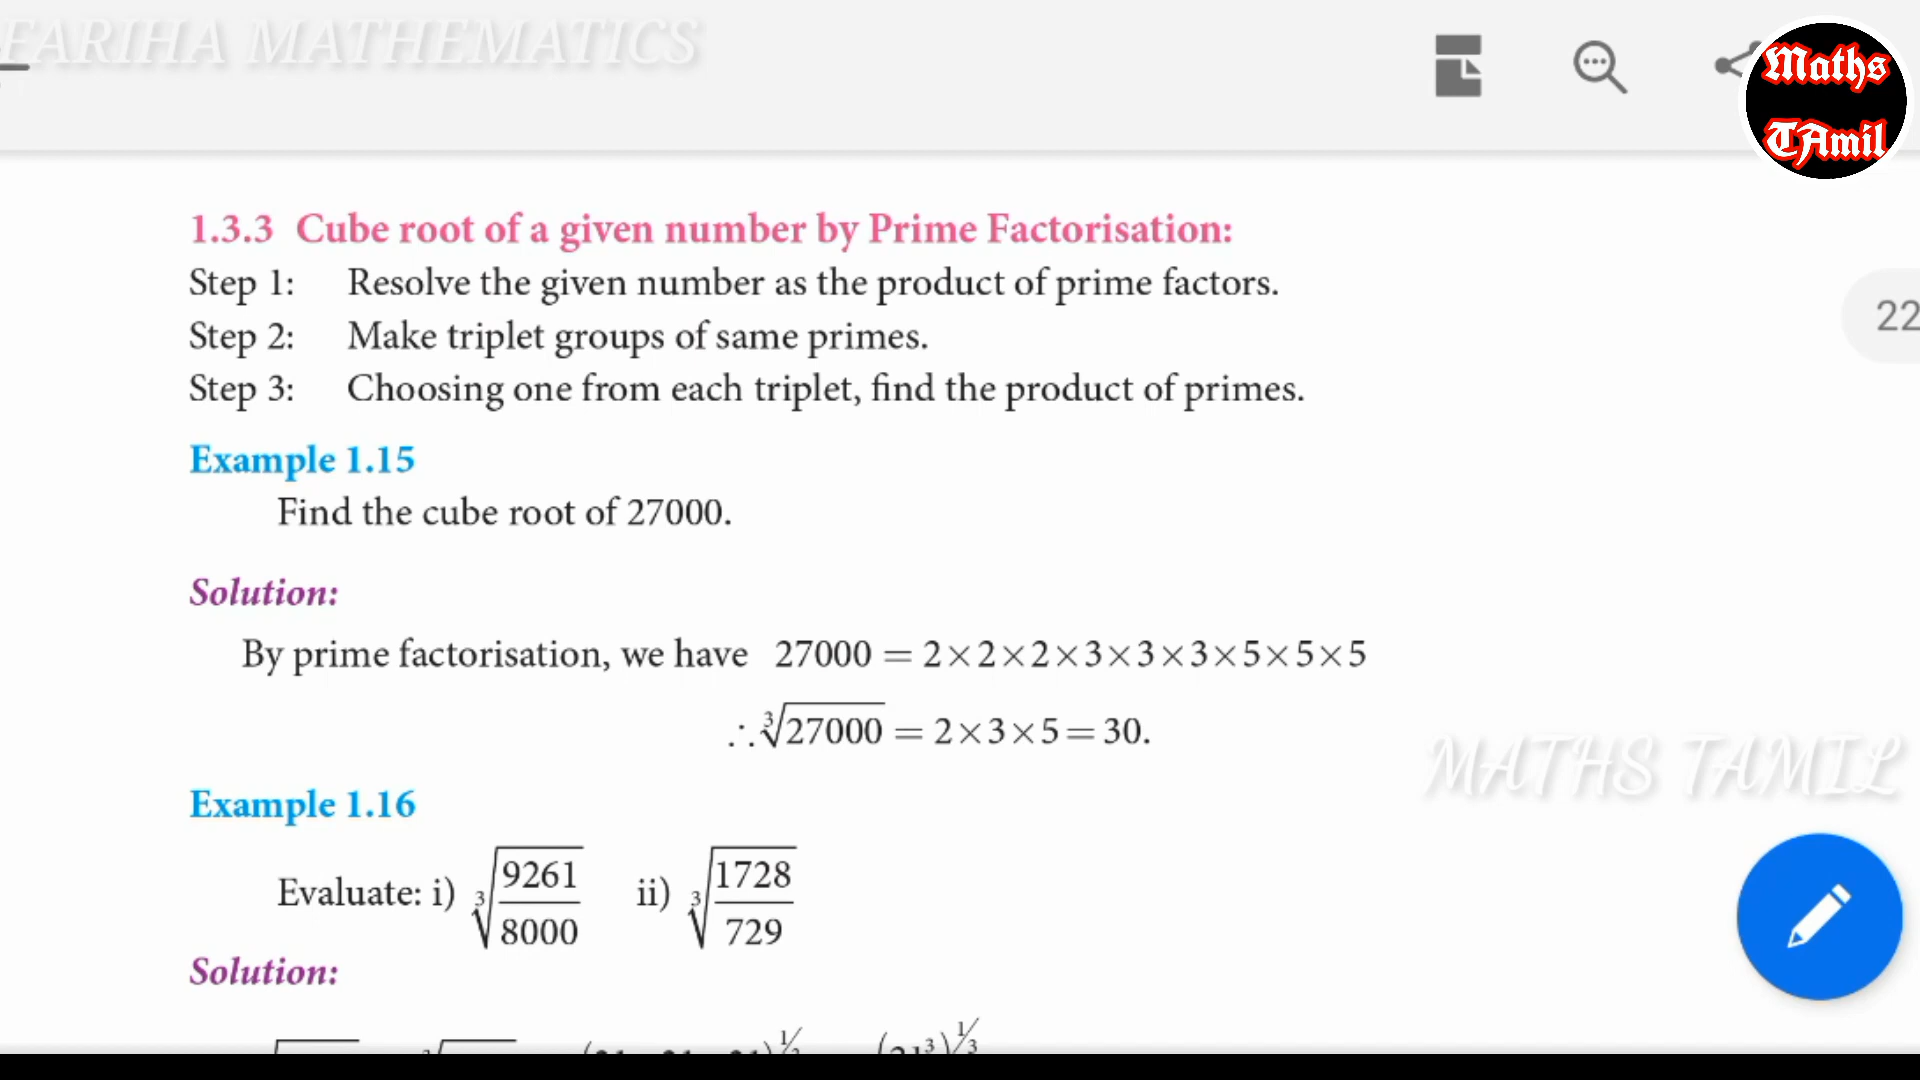 FARIHA MATHEMATICS
Maths
TAmil
1.3.3 Cube root of a given number by Prime Factorisation:
Step 1: Resolve the given number as the product of prime factors.
22
Step 2: Make triplet groups of same primes.
Step 3: Choosing one from each triplet, find the product of primes.
Example 1.15
Find the cube root of 27000.
Solution:
By prime factorisation, we have 27000 = 2×2×2×3×3×3×5×5×5
∴ ∛27000 = 2×3×5 = 30.
MATHS TAMIL
Example 1.16
Evaluate: i) ∛(9261/8000) ii) ∛(1728/729)
Solution: